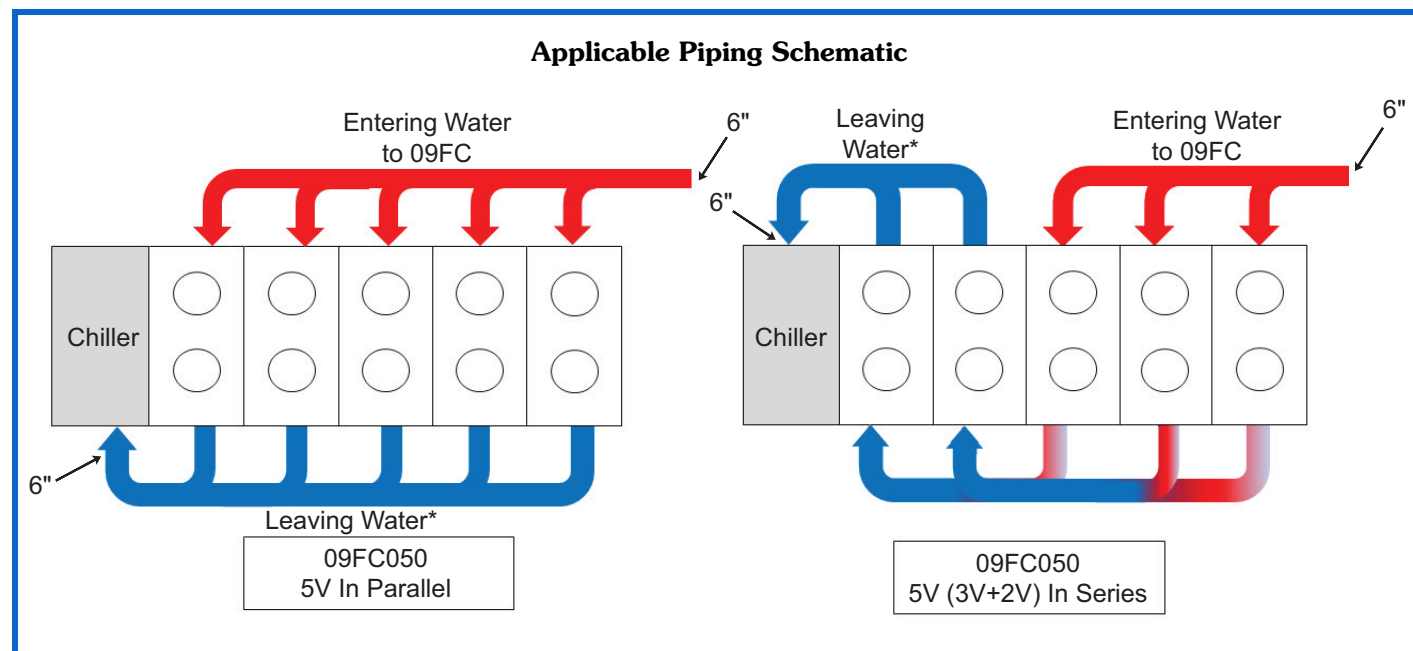 Applicable Piping Schematic
Entering Water
to 09FC
6"
Chiller
6"
Leaving Water*
09FC050
5V In Parallel
Leaving
Water*
6"
Entering Water
to 09FC
6"
Chiller
09FC050
5V (3V+2V) In Series